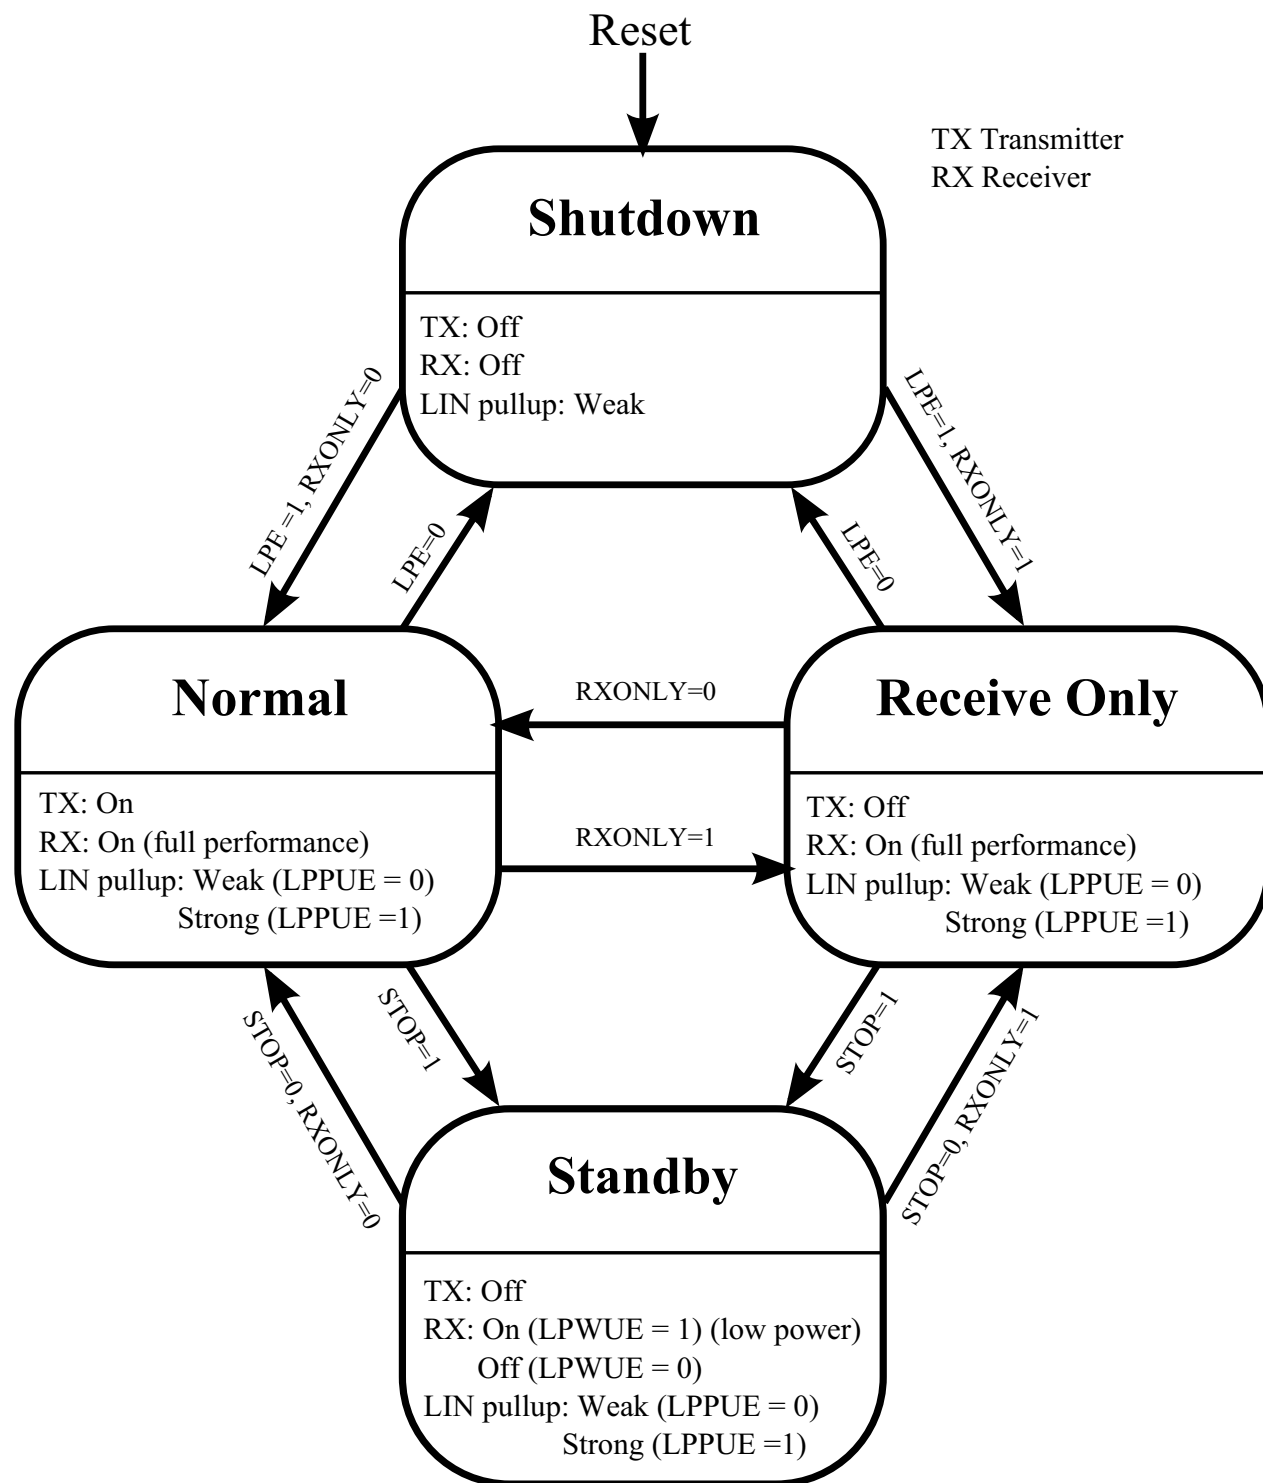 Reset
TX Transmitter
RX Receiver
Shutdown
TX: Off
RX: Off
LIN pullup: Weak
LPE =1, RXONLY=0
LPE=0
LPE=0
LPE=1, RXONLY=1
Normal
TX: On
RX: On (full performance)
LIN pullup: Weak (LPPUE = 0)
Strong (LPPUE =1)
RXONLY=0
RXONLY=1
Receive Only
TX: Off
RX: On (full performance)
LIN pullup: Weak (LPPUE = 0)
Strong (LPPUE =1)
STOP=0, RXONLY=0
STOP=1
STOP=1
STOP=0, RXONLY=1
Standby
TX: Off
RX: On (LPWUE = 1) (low power)
Off (LPWUE = 0)
LIN pullup: Weak (LPPUE = 0)
Strong (LPPUE =1)